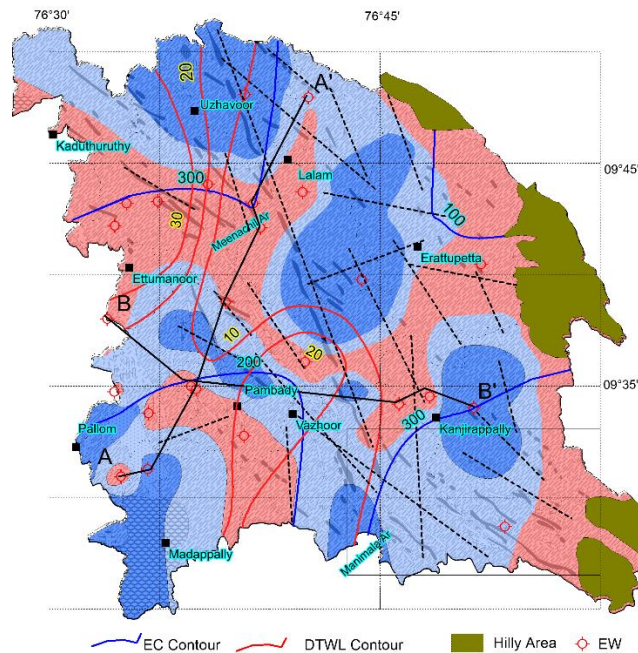 76°30' 76°45'
20 A'
Uzhavoor
Kaduthuruthy
09°45'
Lalam
300
100
30 Meenachil Ar
Erattupetta
Ettumanoor
B
10
20
200 09°35'
B'
Pambady
300
Vazhoor Kanjirappally
Pallom
A
Madappally
Manimala Ar
EC Contour DTWL Contour Hilly Area EW